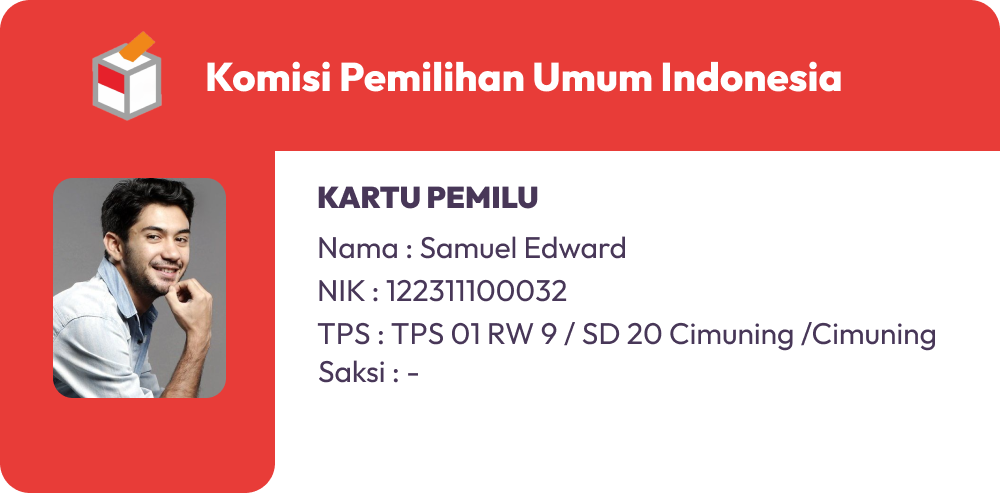 Komisi Pemilihan Umum Indonesia
KARTU PEMILU
Nama : Samuel Edward
NIK : 122311100032
TPS : TPS 01 RW 9 / SD 20 Cimuning /Cimuning
Saksi : -